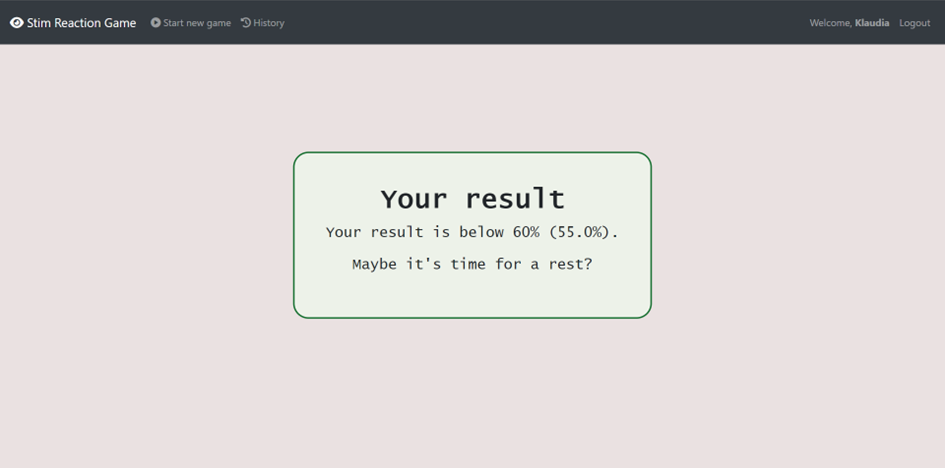 Stim Reaction Game Start new game History Welcome, Klaudia Logout
Your result
Your result is below 60% (55.0%).
Maybe it's time for a rest?